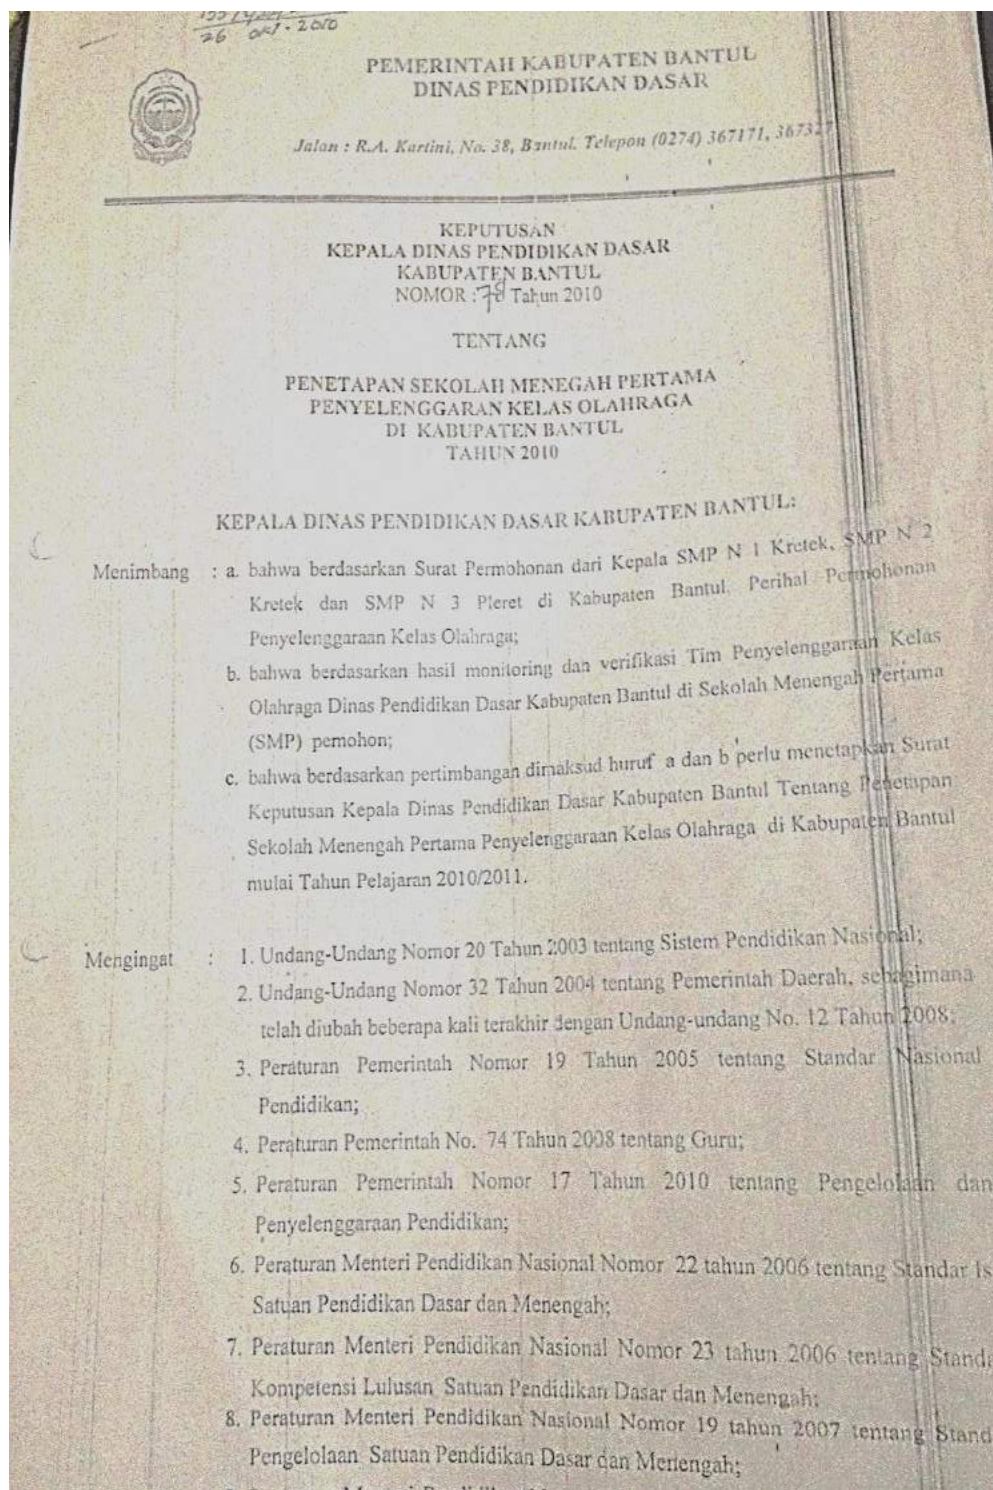 26 okt. 2010
PEMERINTAH KABUPATEN BANTUL
DINAS PENDIDIKAN DASAR
Jalan : R.A. Kartini, No. 38, Bantul. Telepon (0274) 367171, 367327
KEPUTUSAN
KEPALA DINAS PENDIDIKAN DASAR
KABUPATEN BANTUL
NOMOR : 78 Tahun 2010
TENTANG
PENETAPAN SEKOLAH MENEGAH PERTAMA
PENYELENGGARAN KELAS OLAHRAGA
DI KABUPATEN BANTUL
TAHUN 2010
KEPALA DINAS PENDIDIKAN DASAR KABUPATEN BANTUL:
Menimbang : a. bahwa berdasarkan Surat Permohonan dari Kepala SMP N 1 Kretek, SMP N 2
Kretek dan SMP N 3 Pleret di Kabupaten Bantul. Perihal Permohonan
Penyelenggaraan Kelas Olahraga;
b. bahwa berdasarkan hasil monitoring dan verifikasi Tim Penyelenggaraan Kelas
Olahraga Dinas Pendidikan Dasar Kabupaten Bantul di Sekolah Menengah Pertama
(SMP) pemohon;
c. bahwa berdasarkan pertimbangan dimaksud huruf a dan b perlu menetapkan Surat
Keputusan Kepala Dinas Pendidikan Dasar Kabupaten Bantul Tentang Penetapan
Sekolah Menengah Pertama Penyelenggaraan Kelas Olahraga di Kabupaten Bantul
mulai Tahun Pelajaran 2010/2011.
Mengingat : 1. Undang-Undang Nomor 20 Tahun 2003 tentang Sistem Pendidikan Nasional;
2. Undang-Undang Nomor 32 Tahun 2004 tentang Pemerintah Daerah, sebagimana
telah diubah beberapa kali terakhir dengan Undang-undang No. 12 Tahun 2008;
3. Peraturan Pemerintah Nomor 19 Tahun 2005 tentang Standar Nasional
Pendidikan;
4. Peraturan Pemerintah No. 74 Tahun 2008 tentang Guru;
5. Peraturan Pemerintah Nomor 17 Tahun 2010 tentang Pengelolaan dan
Penyelenggaraan Pendidikan;
6. Peraturan Menteri Pendidikan Nasional Nomor 22 tahun 2006 tentang Standar Is
Satuan Pendidikan Dasar dan Menengah;
7. Peraturan Menteri Pendidikan Nasional Nomor 23 tahun 2006 tentang Standa
Kompetensi Lulusan Satuan Pendidikan Dasar dan Menengah;
8. Peraturan Menteri Pendidikan Nasional Nomor 19 tahun 2007 tentang Stand
Pengelolaan Satuan Pendidikan Dasar dan Menengah;